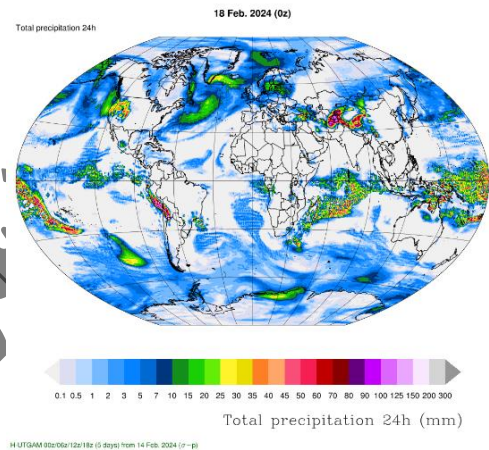 18 Feb. 2024 (0z)
Total precipitation 24h
0.1 0.5 1 2 3 5 7 10 15 20 25 30 35 40 45 50 60 70 80 90 100 125 150 200 300
Total precipitation 24h (mm)
H-UTGAM 00z/06z/12z/18z (5 days) from 14 Feb. 2024 (σ−p)